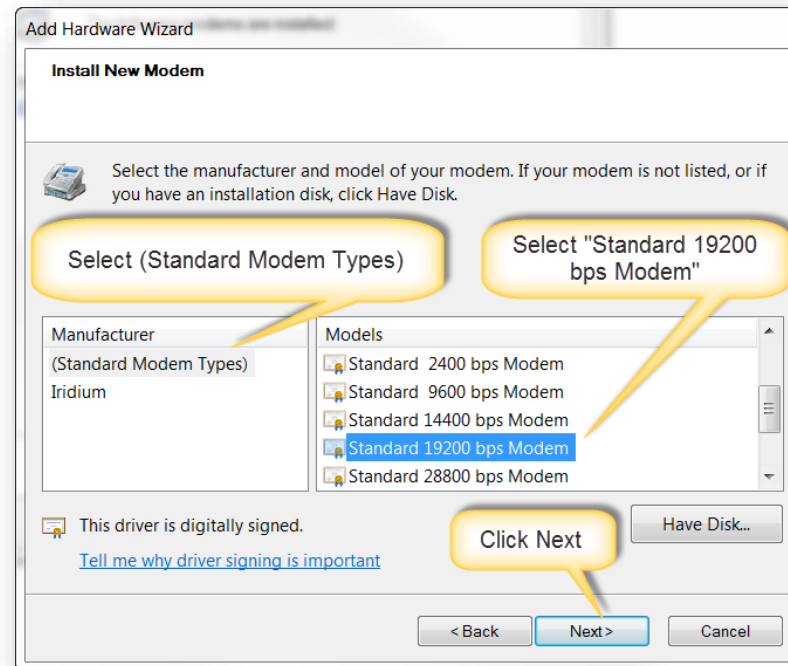 Add Hardware Wizard
Install New Modem
Select the manufacturer and model of your modem. If your modem is not listed, or if
you have an installation disk, click Have Disk.
Select (Standard Modem Types)
Select "Standard 19200
bps Modem"
Manufacturer
(Standard Modem Types)
Iridium
Models
Standard  2400 bps Modem
Standard  9600 bps Modem
Standard 14400 bps Modem
Standard 19200 bps Modem
Standard 28800 bps Modem
This driver is digitally signed.
Tell me why driver signing is important
Click Next
Have Disk...
< Back
Next >
Cancel